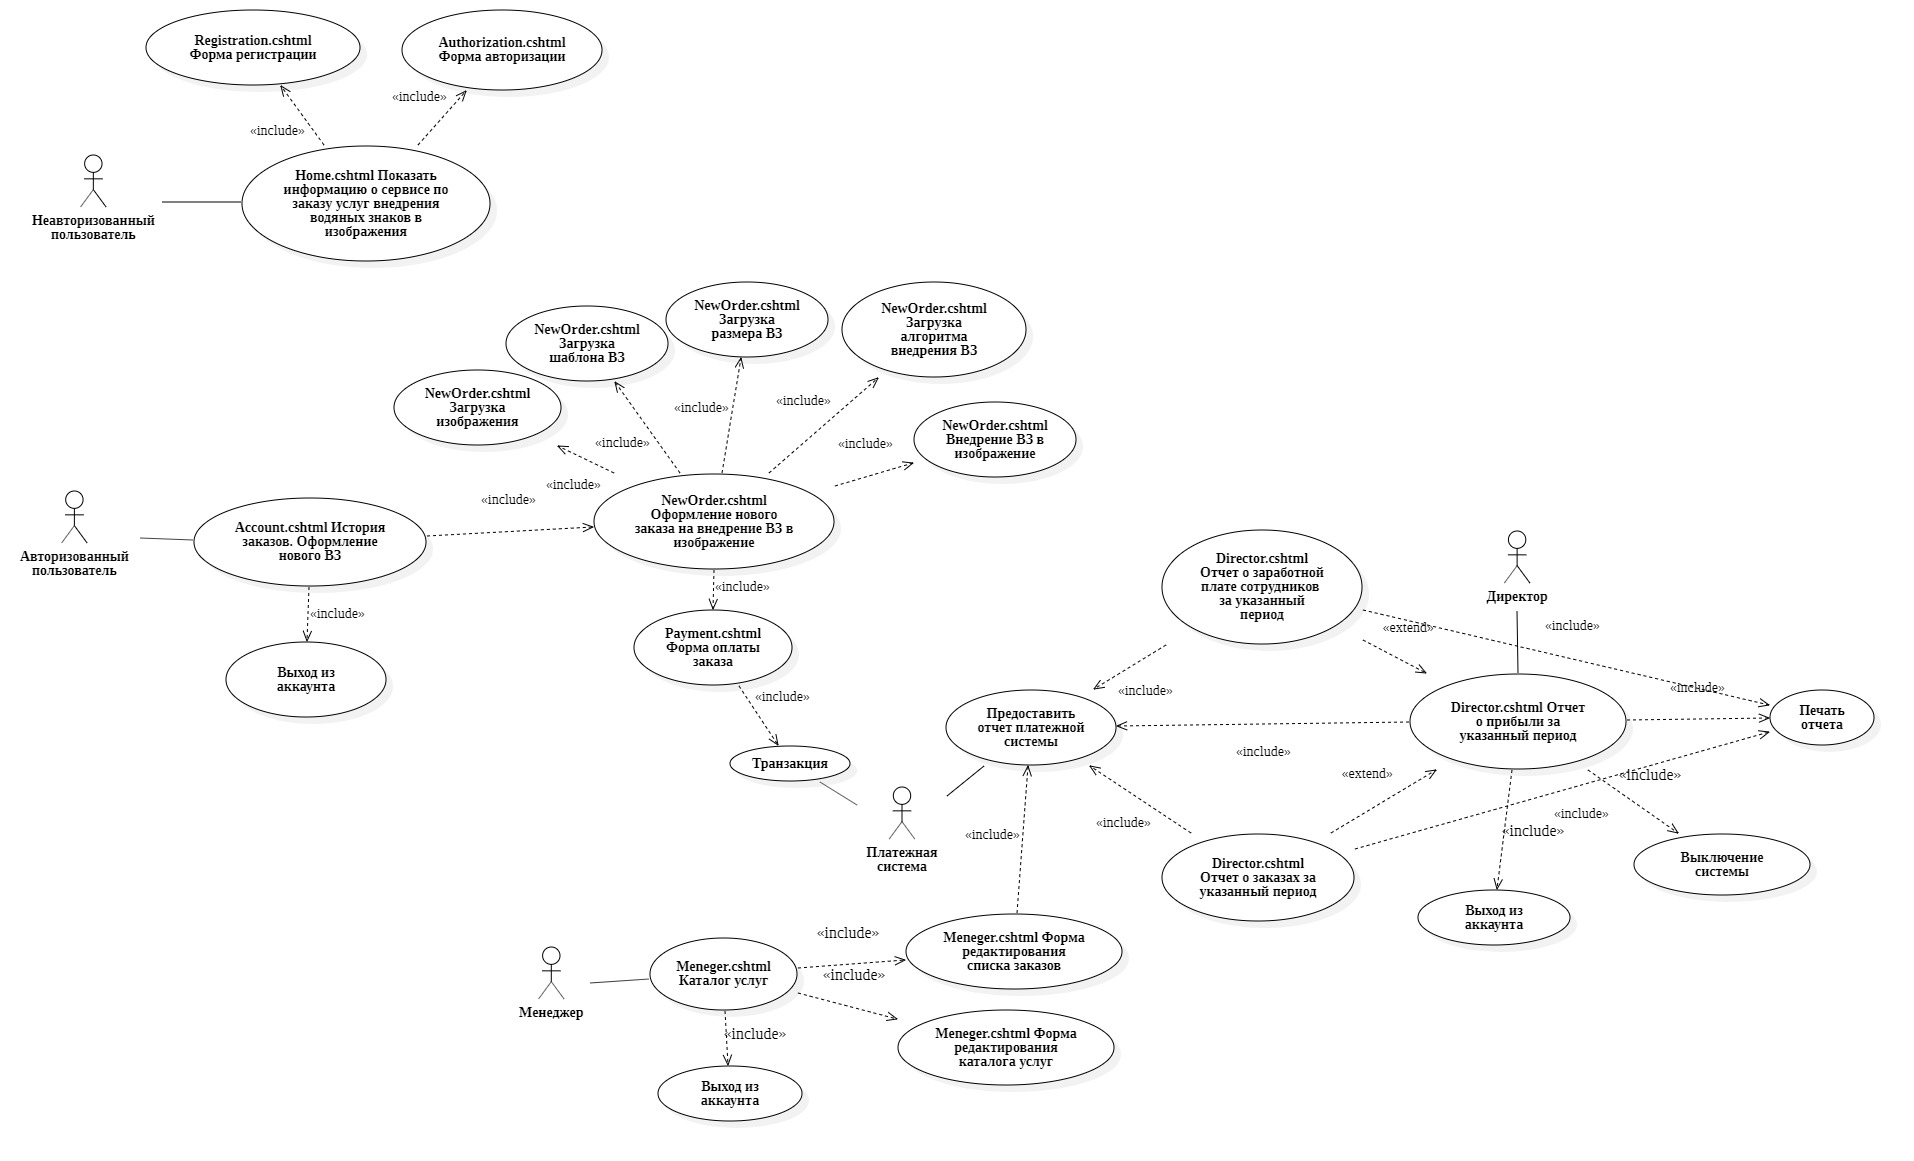 Registration.cshtml
Форма регистрации
Authorization.cshtml
Форма авторизации
«include»
«include»
Home.cshtml Показать
информацию о сервисе по
заказу услуг внедрения
водяных знаков в
изображения
Неавторизованный
пользователь
NewOrder.cshtml
Загрузка
шаблона ВЗ
NewOrder.cshtml
Загрузка
размера ВЗ
NewOrder.cshtml
Загрузка
алгоритма
внедрения ВЗ
NewOrder.cshtml
Загрузка
изображения
NewOrder.cshtml
Внедрение ВЗ в
изображение
«include»
«include»
«include»
«include»
«include»
«include»
Авторизованный
пользователь
Account.cshtml История
заказов. Оформление
нового ВЗ
NewOrder.cshtml
Оформление нового
заказа на внедрение ВЗ в
изображение
«include»
«include»
Выход из
аккаунта
Payment.cshtml
Форма оплаты
заказа
«include»
Транзакция
Платежная
система
Director.cshtml
Отчет о заработной
плате сотрудников
за указанный
период
Директор
«extend»
«include»
«include»
«include»
Предоставить
отчет платежной
системы
Director.cshtml Отчет
о прибыли за
указанный период
Печать
отчета
«include»
«extend»
«include»
«include»
«include»
«include»
«include»
Director.cshtml
Отчет о заказах за
указанный период
Выключение
системы
Выход из
аккаунта
Менеджер
Meneger.cshtml
Каталог услуг
«include»
«include»
Meneger.cshtml Форма
редактирования
списка заказов
Meneger.cshtml Форма
редактирования
каталога услуг
«include»
Выход из
аккаунта